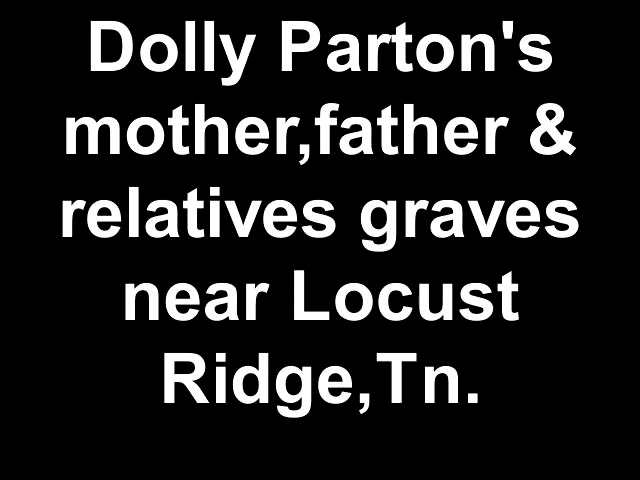 Dolly Parton's
mother,father &
relatives graves
near Locust
Ridge,Tn.